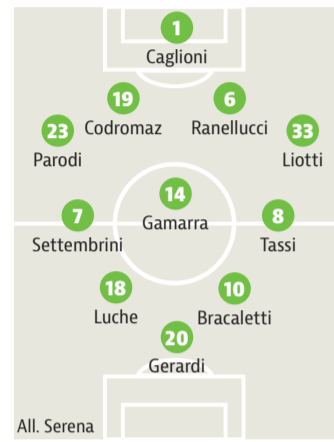 1
Caglioni
19
6
Codromaz
Ranellucci
23
33
Parodi
Liotti
14
Gamarra
7
8
Settembrini
Tassi
18
10
Luche
Bracaletti
20
Gerardi
All. Serena